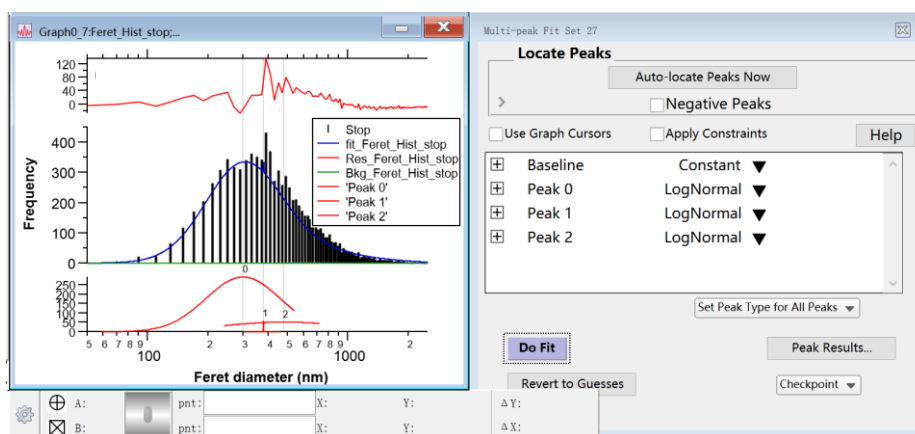 Graph0_7:Feret_Hist_stop;...
120
80
40
0
Stop
fit_Feret_Hist_stop
Res_Feret_Hist_stop
Bkg_Feret_Hist_stop
'Peak 0'
'Peak 1'
'Peak 2'
400
300
200
100
0
Frequency
0
250
200
150
100
50
0
1 2
5 6 7 8 9 100 2 3 4 5 6 7 8 9 1000 2
Feret diameter (nm)
Multi-peak Fit Set 27
Locate Peaks
Auto-locate Peaks Now
Negative Peaks
Use Graph Cursors Apply Constraints Help
Baseline Constant
Peak 0 LogNormal
Peak 1 LogNormal
Peak 2 LogNormal
Set Peak Type for All Peaks
Do Fit Peak Results...
Revert to Guesses Checkpoint
A: pnt: X: Y: ΔY:
B: pnt: X: Y: ΔX: